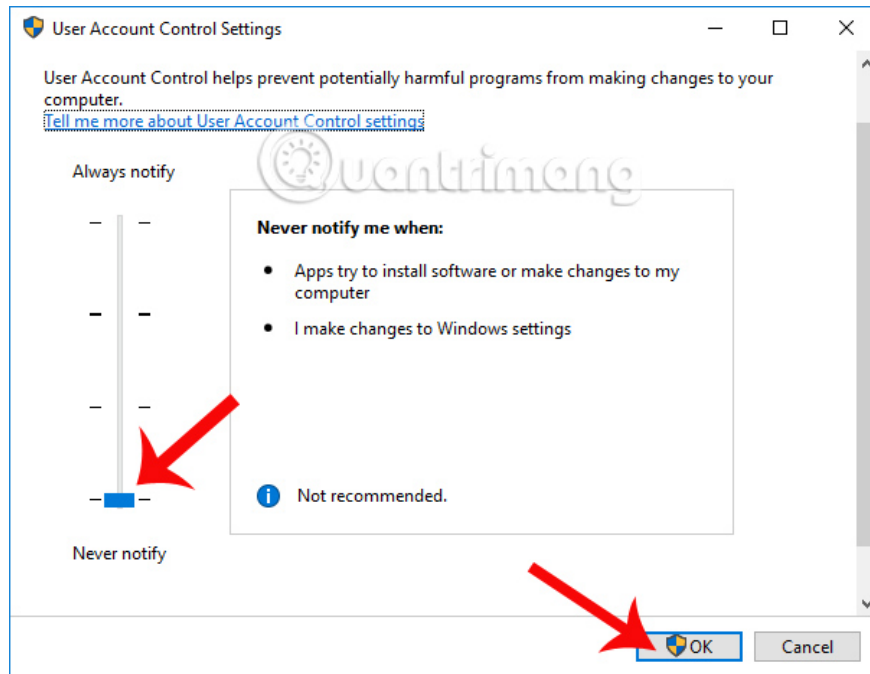 User Account Control Settings
User Account Control helps prevent potentially harmful programs from making changes to your
computer.
Tell me more about User Account Control settings
Quantrimang
Always notify
Never notify me when:
Apps try to install software or make changes to my
computer
I make changes to Windows settings
Not recommended.
Never notify
OK
Cancel